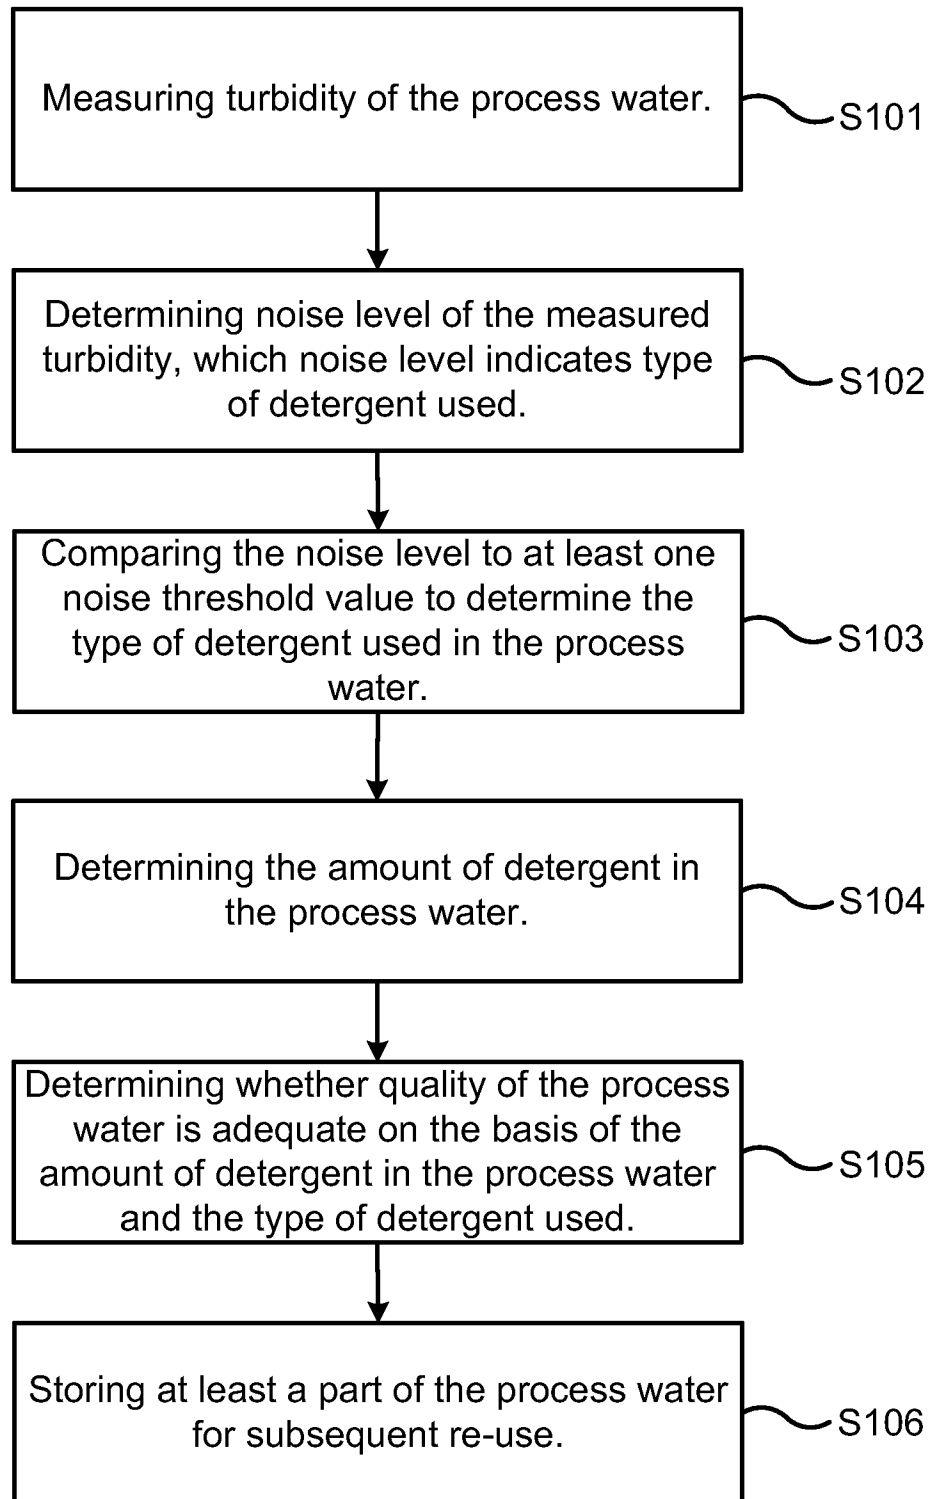 Measuring turbidity of the process water.
S101
Determining noise level of the measured
turbidity, which noise level indicates type
of detergent used.
S102
Comparing the noise level to at least one
noise threshold value to determine the
type of detergent used in the process
water.
S103
Determining the amount of detergent in
the process water.
S104
Determining whether quality of the process
water is adequate on the basis of the
amount of detergent in the process water
and the type of detergent used.
S105
Storing at least a part of the process water
for subsequent re-use.
S106